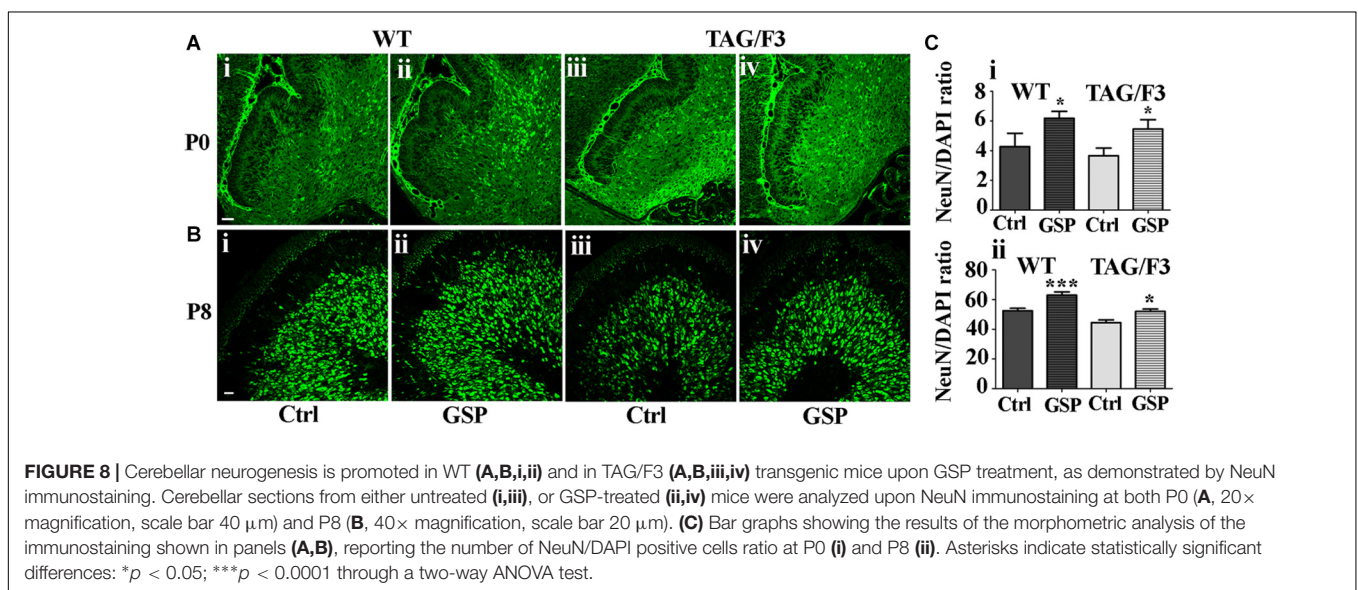 A
WT
TAG/F3
C
i
ii
iii
iv
P0
B
i
ii
iii
iv
P8
Ctrl
GSP
Ctrl
GSP
i
NeuN/DAPI ratio
8
6
4
2
0
WT
*
TAG/F3
*
Ctrl
GSP
Ctrl
GSP
ii
NeuN/DAPI ratio
80
60
40
20
0
WT
***
TAG/F3
*
Ctrl
GSP
Ctrl
GSP
FIGURE 8 | Cerebellar neurogenesis is promoted in WT (A,B,i,ii) and in TAG/F3 (A,B,iii,iv) transgenic mice upon GSP treatment, as demonstrated by NeuN
immunostaining. Cerebellar sections from either untreated (i,iii), or GSP-treated (ii,iv) mice were analyzed upon NeuN immunostaining at both P0 (A, 20×
magnification, scale bar 40 μm) and P8 (B, 40× magnification, scale bar 20 μm). (C) Bar graphs showing the results of the morphometric analysis of the
immunostaining shown in panels (A,B), reporting the number of NeuN/DAPI positive cells ratio at P0 (i) and P8 (ii). Asterisks indicate statistically significant
differences: *p < 0.05; ***p < 0.0001 through a two-way ANOVA test.